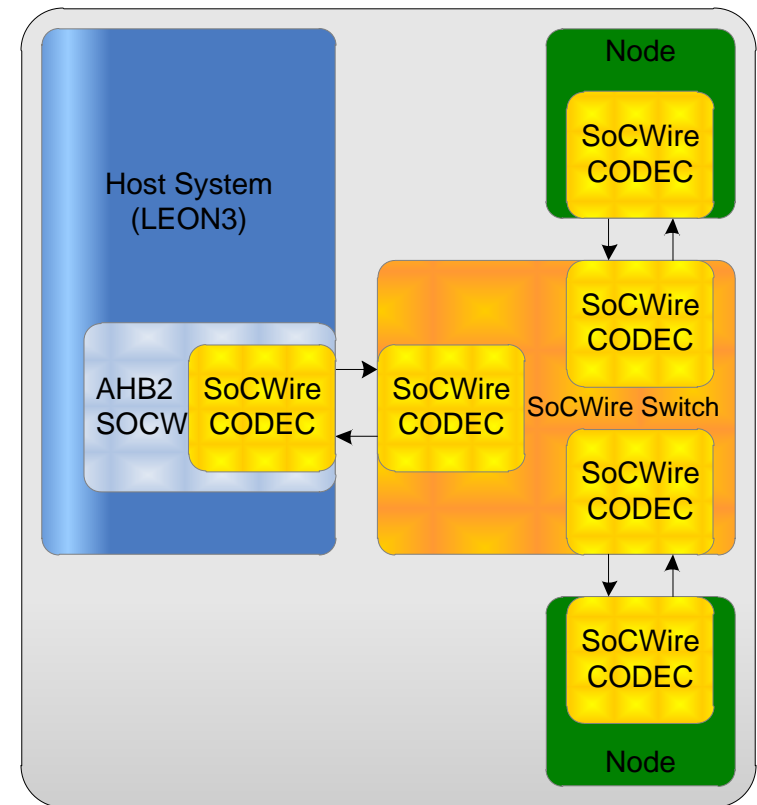 Node
SoCWire
CODEC
Host System
(LEON3)
SoCWire
CODEC
AHB2
SOCW
SoCWire
CODEC
SoCWire
CODEC
SoCWire Switch
SoCWire
CODEC
SoCWire
CODEC
Node